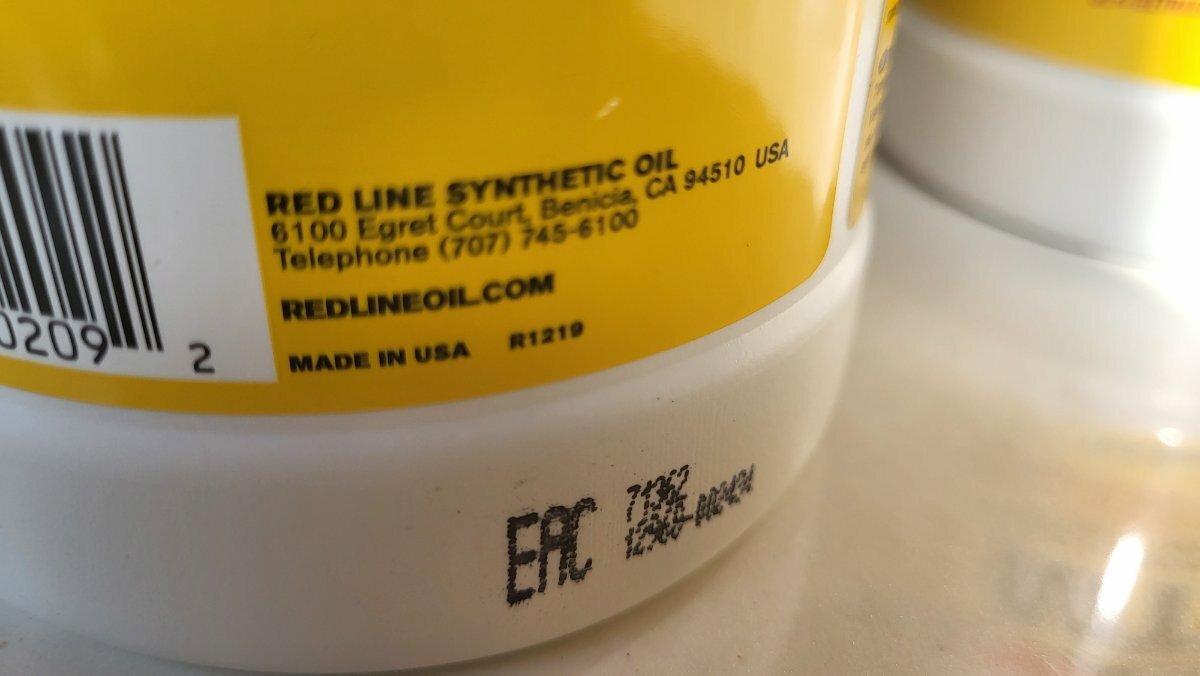 RED LINE SYNTHETIC OIL
6100 Egret Court, Benicia, CA 94510 USA
Telephone (707) 745-6100
REDLINEOIL.COM
MADE IN USA R1219
0209 2
EAC